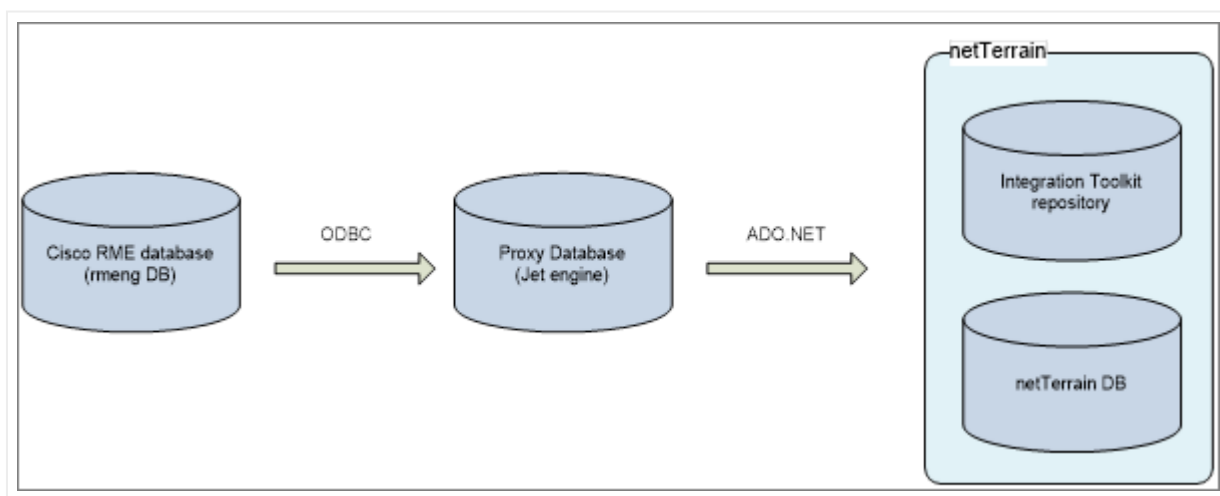 netTerrain
Integration Toolkit
repository
Cisco RME database
(rmeng DB)
ODBC
Proxy Database
(Jet engine)
ADO.NET
netTerrain DB